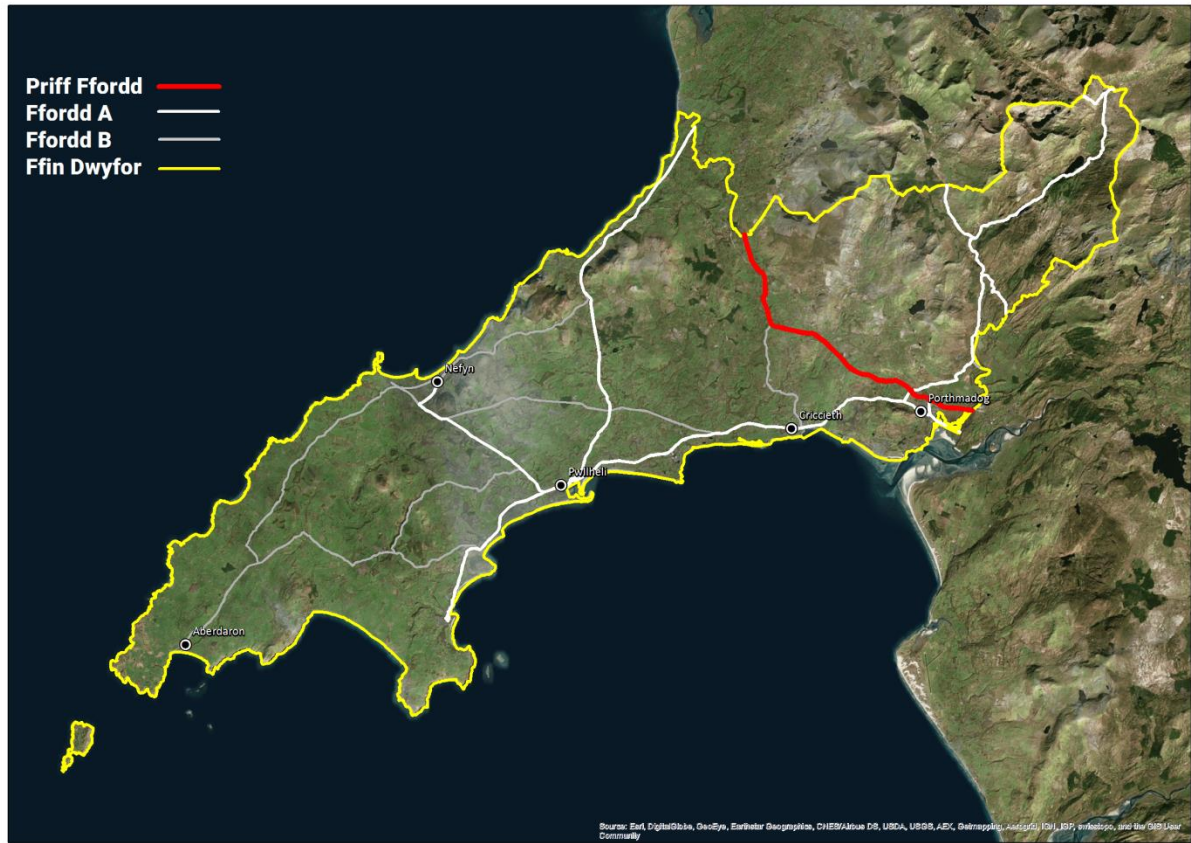 Priff Ffordd
Ffordd A
Ffordd B
Ffin Dwyfor
Nefyn
Porthmadog
Criccieth
Pwllheli
Aberdaron
Source: Esri, DigitalGlobe, GeoEye, Earthstar Geographics, CNES/Airbus DS, USDA, USGS, AEX, Getmapping, Aerogrid, IGN, IGP, swisstopo, and the GIS User
Community